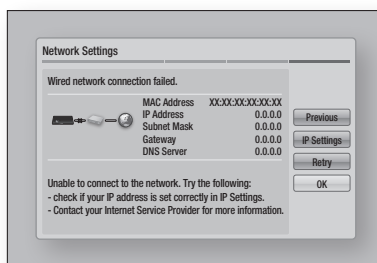 Network Settings
Wired network connection failed.
MAC Address XX:XX:XX:XX:XX:XX
IP Address 0.0.0.0
Subnet Mask 0.0.0.0
Gateway 0.0.0.0
DNS Server 0.0.0.0
Previous
IP Settings
Retry
OK
Unable to connect to the network. Try the following:
- check if your IP address is set correctly in IP Settings.
- Contact your Internet Service Provider for more information.